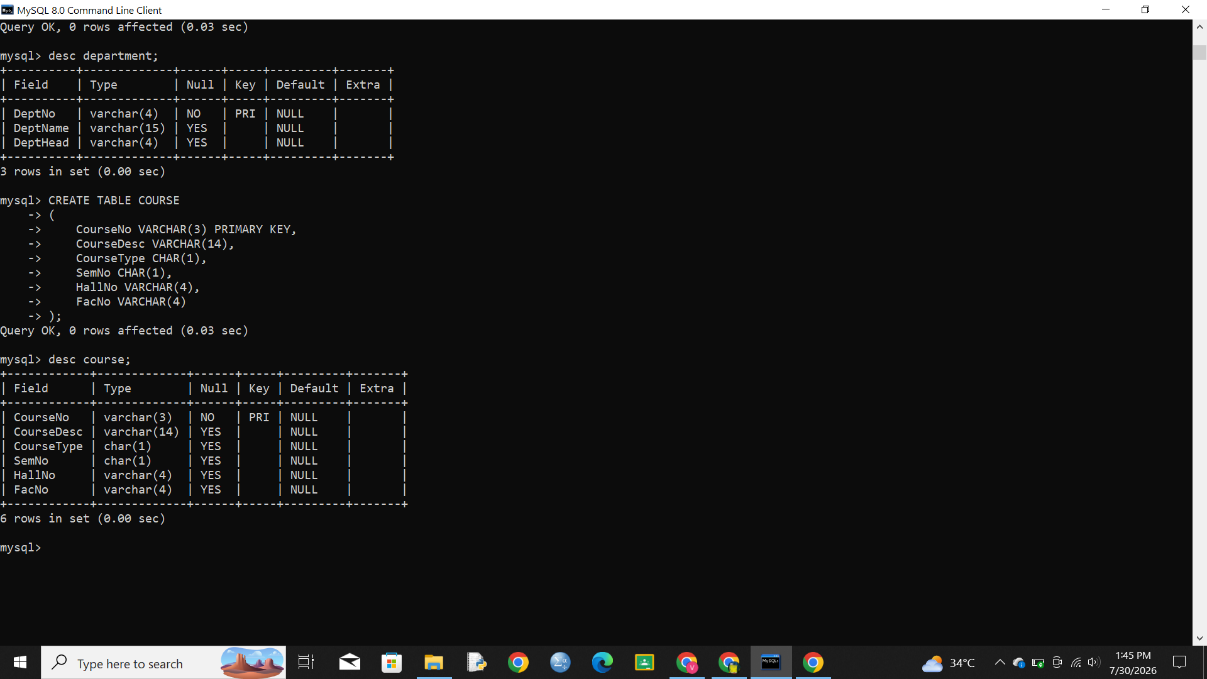 MySQL 8.0 Command Line Client
Query OK, 0 rows affected (0.03 sec)
mysql> desc department;
+----------+-------------+------+-----+---------+-------+
| Field    | Type        | Null | Key | Default | Extra |
+----------+-------------+------+-----+---------+-------+
| DeptNo   | varchar(4)  | NO   | PRI | NULL    |       |
| DeptName | varchar(15) | YES  |     | NULL    |       |
| DeptHead | varchar(4)  | YES  |     | NULL    |       |
+----------+-------------+------+-----+---------+-------+
3 rows in set (0.00 sec)
mysql> CREATE TABLE COURSE
    -> (
    ->     CourseNo VARCHAR(3) PRIMARY KEY,
    ->     CourseDesc VARCHAR(14),
    ->     CourseType CHAR(1),
    ->     SemNo CHAR(1),
    ->     HallNo VARCHAR(4),
    ->     FacNo VARCHAR(4)
    -> );
Query OK, 0 rows affected (0.03 sec)
mysql> desc course;
+------------+-------------+------+-----+---------+-------+
| Field      | Type        | Null | Key | Default | Extra |
+------------+-------------+------+-----+---------+-------+
| CourseNo   | varchar(3)  | NO   | PRI | NULL    |       |
| CourseDesc | varchar(14) | YES  |     | NULL    |       |
| CourseType | char(1)     | YES  |     | NULL    |       |
| SemNo      | char(1)     | YES  |     | NULL    |       |
| HallNo     | varchar(4)  | YES  |     | NULL    |       |
| FacNo      | varchar(4)  | YES  |     | NULL    |       |
+------------+-------------+------+-----+---------+-------+
6 rows in set (0.00 sec)
mysql>
Type here to search
34°C
1:45 PM
7/30/2026